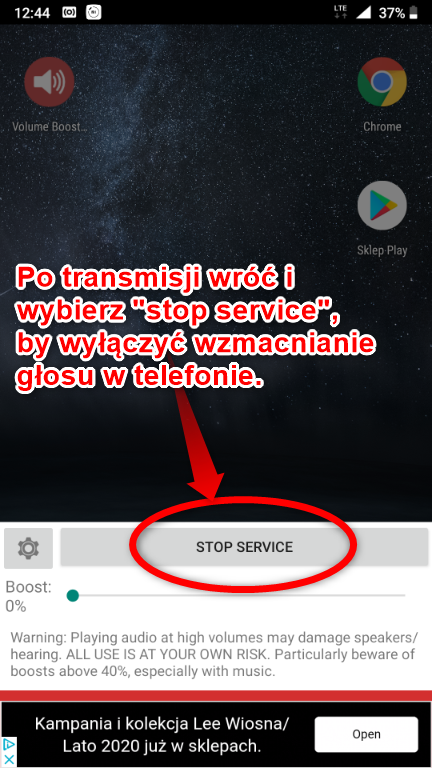 12:44
LTE
37%
Volume Boost...
Chrome
Sklep Play
Po transmisji wróć i
wybierz "stop service",
by wyłączyć wzmacnianie
głosu w telefonie.
STOP SERVICE
Boost:
0%
Warning: Playing audio at high volumes may damage speakers/
hearing. ALL USE IS AT YOUR OWN RISK. Particularly beware of
boosts above 40%, especially with music.
Kampania i kolekcja Lee Wiosna/
Lato 2020 już w sklepach.
Open